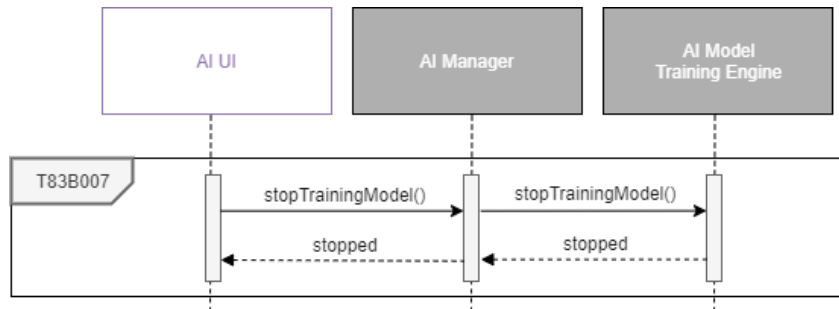 AI UI
AI Manager
AI Model
Training Engine
T83B007
stopTrainingModel()
stopTrainingModel()
stopped
stopped